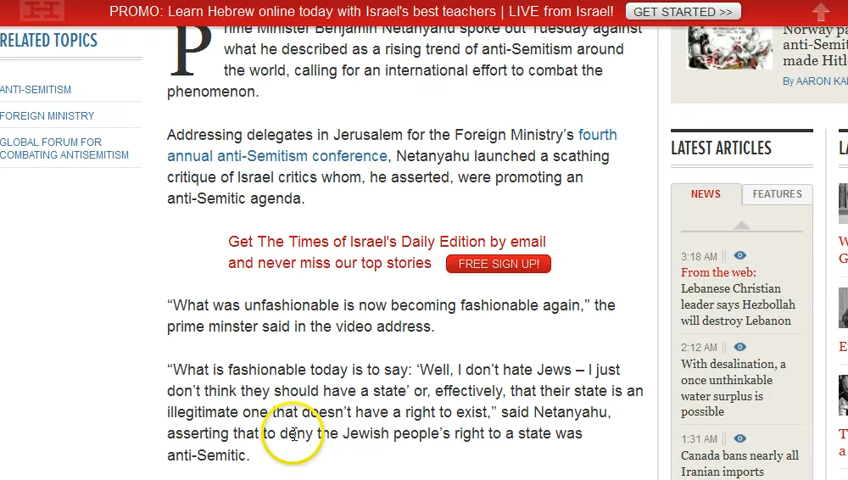 PROMO: Learn Hebrew online today with Israel's best teachers | LIVE from Israel! GET STARTED >>
RELATED TOPICS
ANTI-SEMITISM
FOREIGN MINISTRY
GLOBAL FORUM FOR
COMBATING ANTISEMITISM
Prime Minister Benjamin Netanyahu spoke out Tuesday against
what he described as a rising trend of anti-Semitism around
the world, calling for an international effort to combat the
phenomenon.
Addressing delegates in Jerusalem for the Foreign Ministry's fourth
annual anti-Semitism conference, Netanyahu launched a scathing
critique of Israel critics whom, he asserted, were promoting an
anti-Semitic agenda.
Get The Times of Israel's Daily Edition by email
and never miss our top stories FREE SIGN UP!
“What was unfashionable is now becoming fashionable again,” the
prime minster said in the video address.
“What is fashionable today is to say: ‘Well, I don’t hate Jews – I just
don’t think they should have a state’ or, effectively, that their state is an
illegitimate one that doesn’t have a right to exist,” said Netanyahu,
asserting that to deny the Jewish people’s right to a state was
anti-Semitic.
Norway pa
anti-Semi
made Hitl
By AARON KA
LATEST ARTICLES
NEWS FEATURES
3:18 AM
From the web:
Lebanese Christian
leader says Hezbollah
will destroy Lebanon
2:12 AM
With desalination, a
once unthinkable
water surplus is
possible
1:31 AM
Canada bans nearly all
Iranian imports